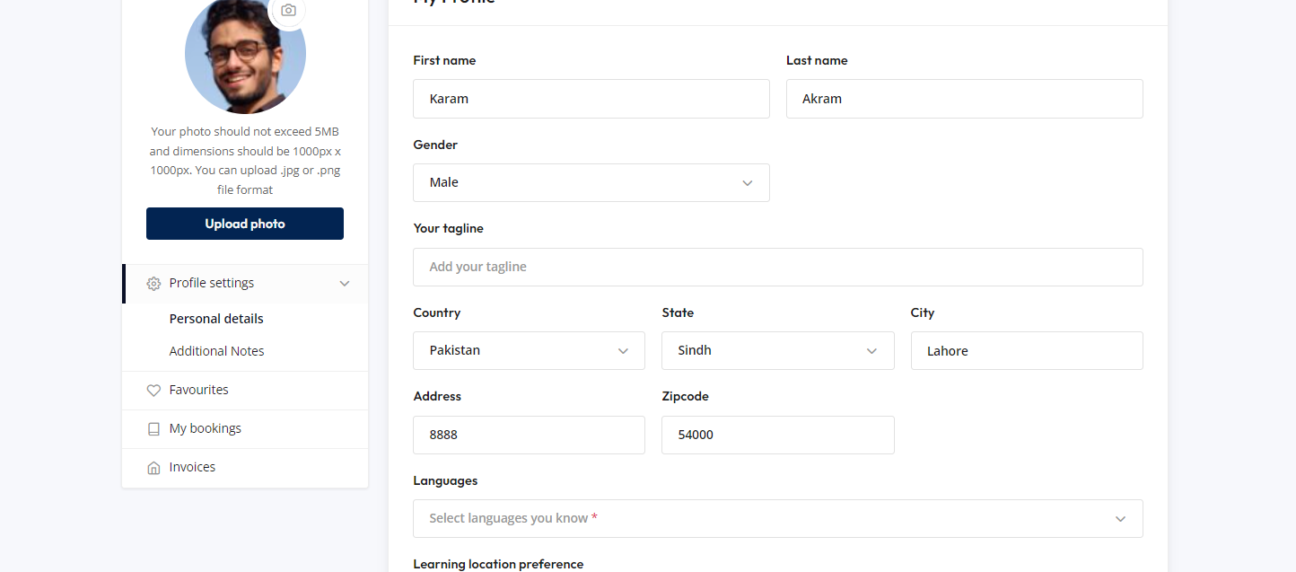 My Profile
First name
Last name
Karam
Akram
Your photo should not exceed 5MB
and dimensions should be 1000px x
1000px. You can upload .jpg or .png
file format
Upload photo
Gender
Male
Your tagline
Add your tagline
Profile settings
Personal details
Additional Notes
Favourites
My bookings
Invoices
Country
State
City
Pakistan
Sindh
Lahore
Address
Zipcode
8888
54000
Languages
Select languages you know *
Learning location preference